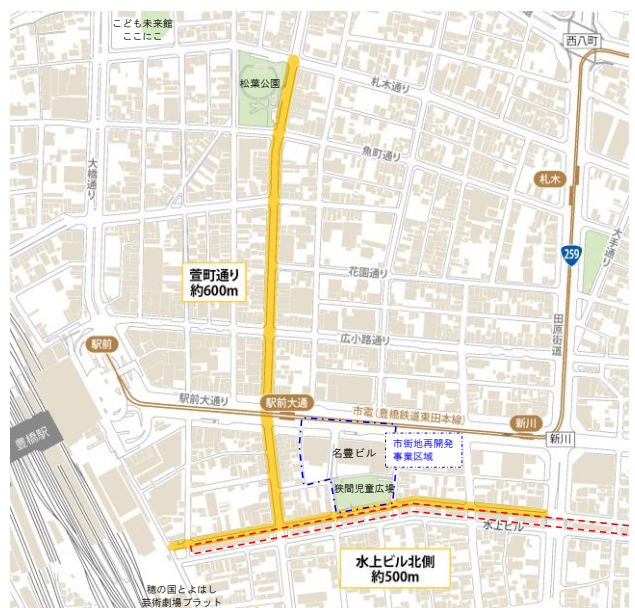 こども未来館
ここにこ
西八町
松葉公園
札木通り
魚町通り
大橋通り
札木
大手通り
259
萱町通り
約600m
花園通り
田原街道
広小路通り
駅前
駅前大通り
駅前大通
市電(豊橋鉄道東田本線)
新川
新川
豊橋駅
名豊ビル
市街地再開発
事業区域
狭間児童広場
水上ビル
水上ビル北側
約500m
穂の国とよはし
芸術劇場プラット